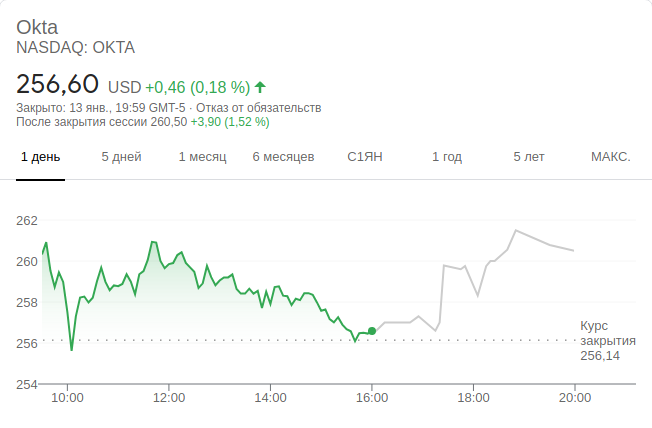 Okta
NASDAQ: OKTA
256,60 USD +0,46 (0,18 %)
Закрыто: 13 янв., 19:59 GMT-5 · Отказ от обязательств
После закрытия сессии 260,50 +3,90 (1,52 %)
1 день 5 дней 1 месяц 6 месяцев С1ЯН 1 год 5 лет МАКС.
262
260
258
256
254
Курс
закрытия
256,14
10:00 12:00 14:00 16:00 18:00 20:00